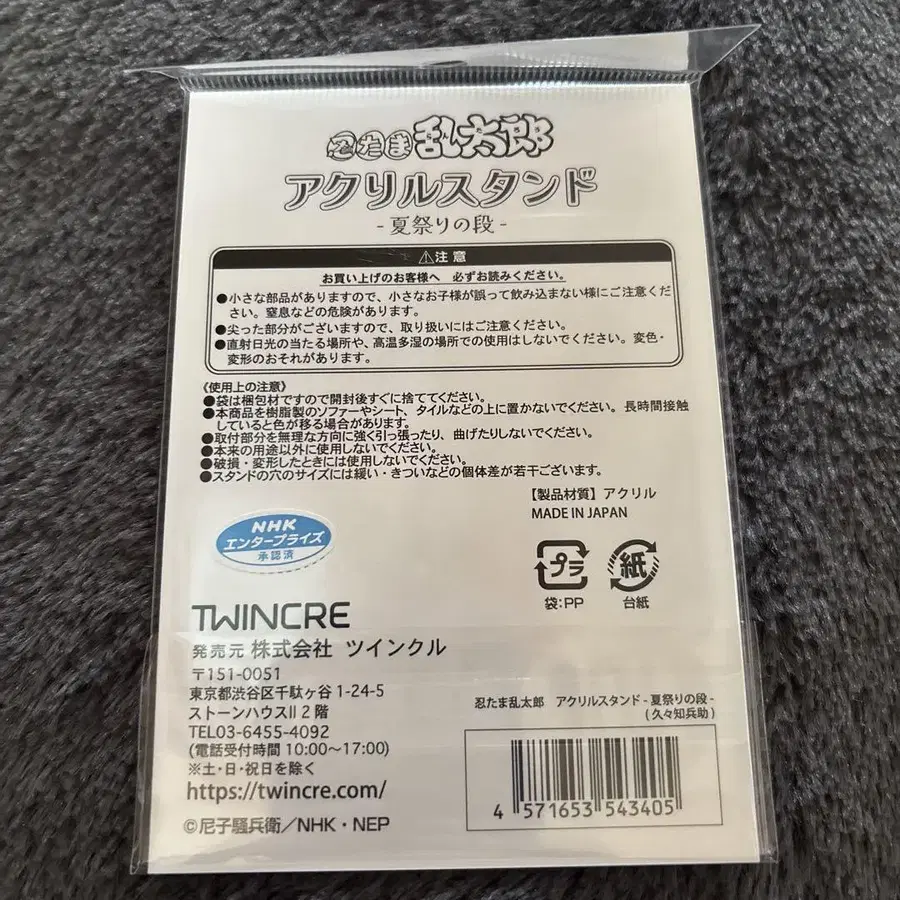 忍たま乱太郎
アクリルスタンド
-夏祭りの段-
⚠注意
お買い上げのお客様へ 必ずお読みください。
●小さな部品がありますので、小さなお子様が誤って飲み込まない様にご注意くだ
さい。窒息などの危険があります。
●尖った部分がございますので、取り扱いにはご注意ください。
●直射日光の当たる場所や、高温多湿の場所での使用はしないでください。変色・
変形のおそれがあります。
《使用上の注意》
●袋は梱包材ですので開封後すぐに捨ててください。
●本商品を樹脂製のソファーやシート、タイルなどの上に置かないでください。長時間接触
していると色が移る場合があります。
●取付部分を無理な方向に強く引っ張ったり、曲げたりしないでください。
●本来の用途以外に使用しないでください。
●破損・変形したときには使用しないでください。
●スタンドの穴のサイズには緩い・きついなどの個体差が若干ございます。
【製品材質】アクリル
MADE IN JAPAN
NHK
エンタープライズ
承認済
プラ
袋:PP
紙
台紙
TWINCRE
発売元 株式会社 ツインクル
〒151-0051
東京都渋谷区千駄ヶ谷 1-24-5
ストーンハウスⅡ 2 階
TEL03-6455-4092
(電話受付時間 10:00〜17:00)
※土・日・祝日を除く
https://twincre.com/
©尼子騒兵衛/NHK・NEP
忍たま乱太郎 アクリルスタンド -夏祭りの段-
(久々知兵助)
4 571653 543405